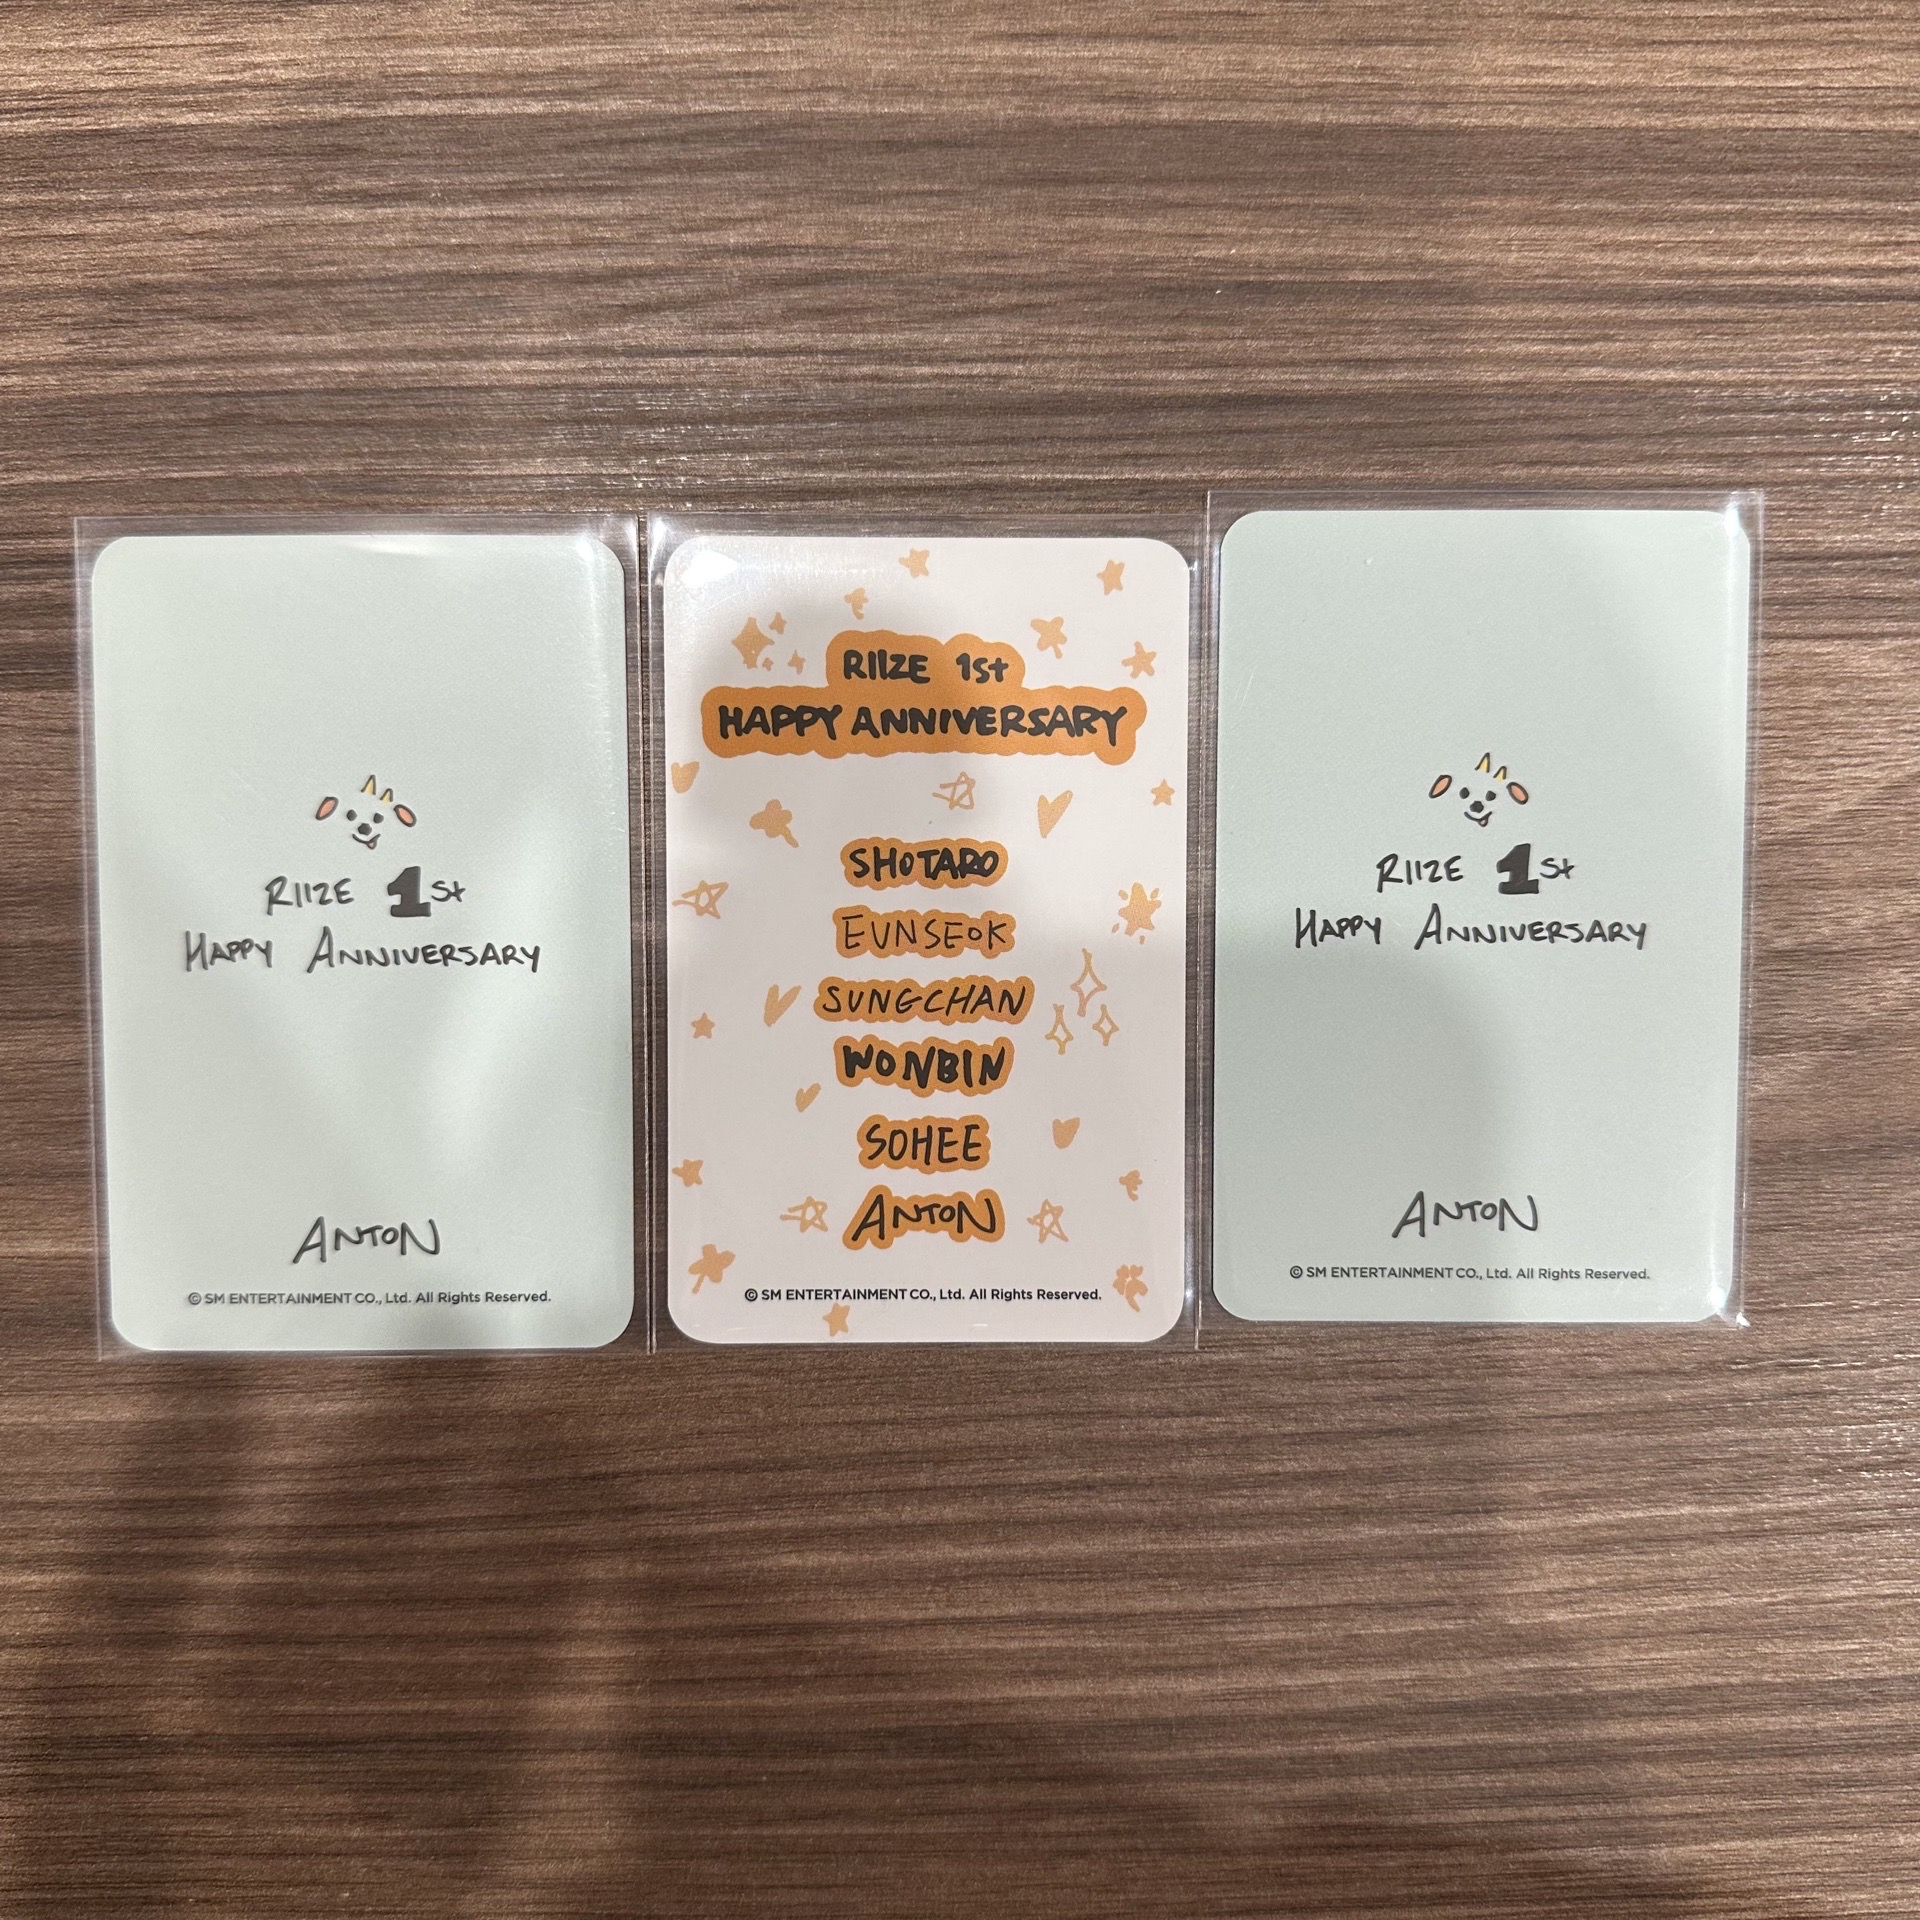 RIIZE 1st
HAPPY ANNIVERSARY
ANTON
© SM ENTERTAINMENT CO., Ltd. All Rights Reserved.
RIIZE 1st
HAPPY ANNIVERSARY
SHOTARO
EUNSEOK
SUNGCHAN
WONBIN
SOHEE
ANTON
© SM ENTERTAINMENT CO., Ltd. All Rights Reserved.
RIIZE 1st
HAPPY ANNIVERSARY
ANTON
© SM ENTERTAINMENT CO., Ltd. All Rights Reserved.